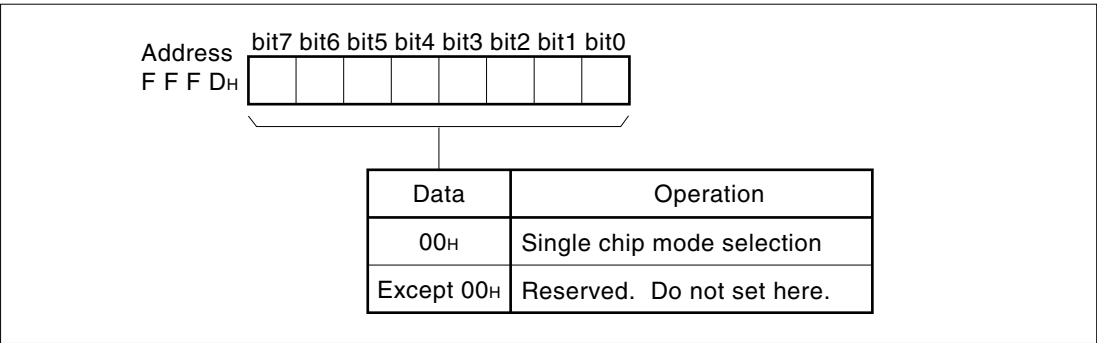 Address bit7 bit6 bit5 bit4 bit3 bit2 bit1 bit0
F F F DH
Data Operation
00H Single chip mode selection
Except 00H Reserved. Do not set here.